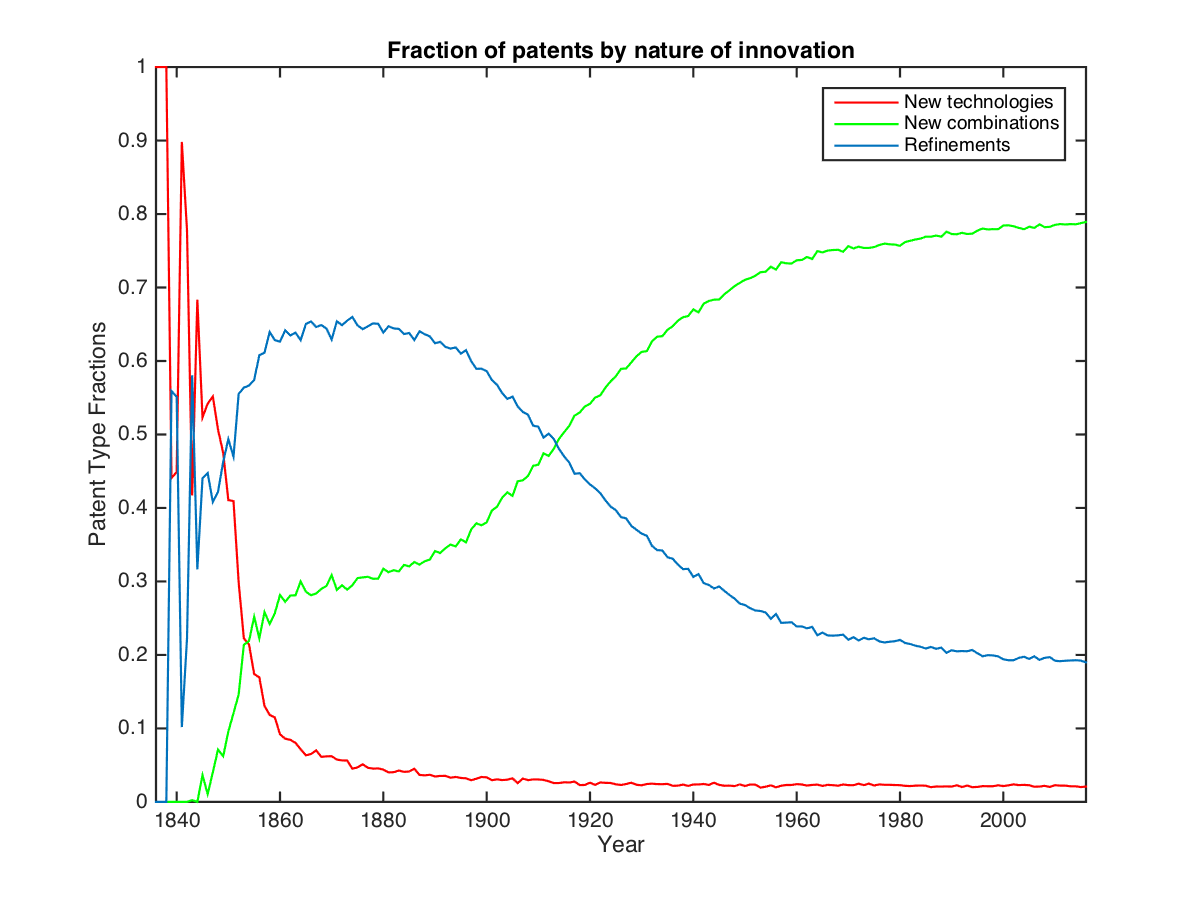 Fraction of patents by nature of innovation
New technologies
New combinations
Refinements
Patent Type Fractions
1
0.9
0.8
0.7
0.6
0.5
0.4
0.3
0.2
0.1
0
1840 1860 1880 1900 1920 1940 1960 1980 2000
Year